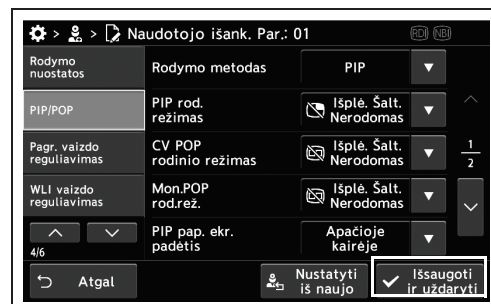 > > Naudotojo išank. Par.: 01 RDI NBI
Rodymo
nuostatos
Rodymo metodas PIP
PIP/POP
PIP rod.
režimas
Išplė. Šalt.
Nerodomas
Pagr. vaizdo
reguliavimas
CV POP
rodinio režimas
Išplė. Šalt.
Nerodomas
1
2
WLI vaizdo
reguliavimas
Mon.POP
rod.rež.
Išplė. Šalt.
Nerodomas
4/6
PIP pap. ekr.
padėtis
Apačioje
kairėje
Atgal
Nustatyti
iš naujo
Išsaugoti
ir uždaryti